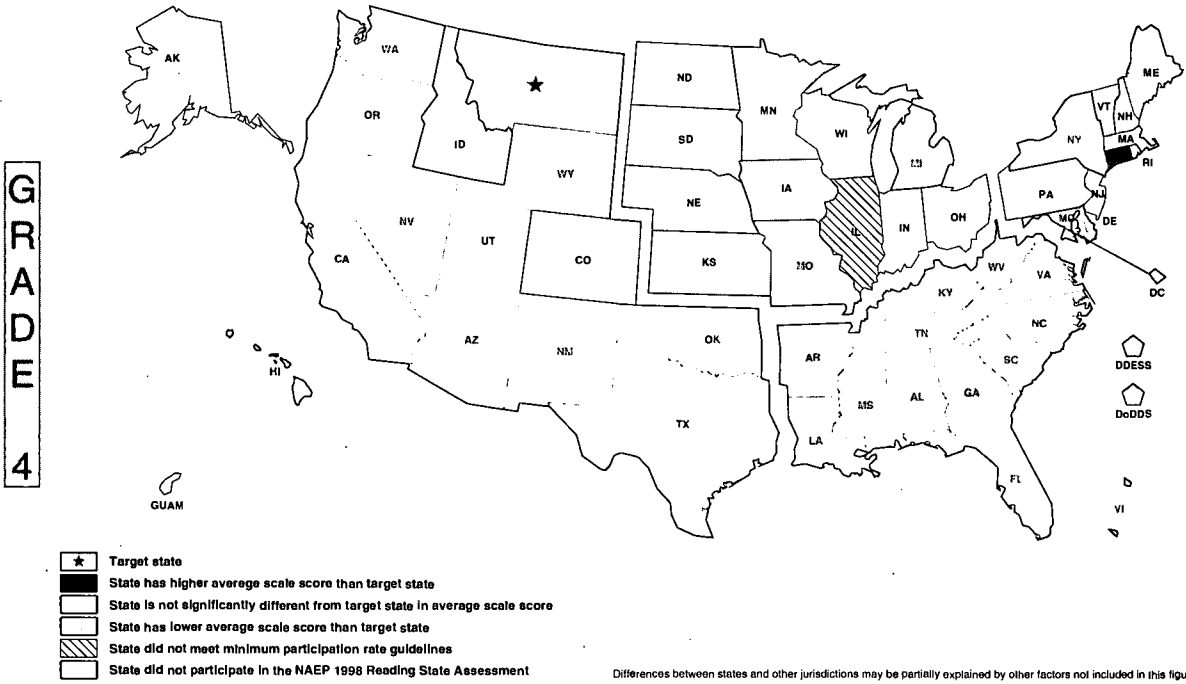 GRADE 4
AK
WA
OR
ID
ND
SD
NE
KS
MN
IA
MO
WI
MI
IL
IN
OH
WY
NV
UT
CO
CA
AZ
NM
OK
TX
AR
LA
MS
AL
TN
KY
GA
FL
SC
NC
VA
WV
PA
NY
NJ
DE
VT
NH
ME
MA
RI
DC
HI
DDESS
DoDDS
VI
GUAM
Target state
State has higher averege scale score than target state
State is not significantly different from target state in average scale score
State has lower average scale score than target state
State did not meet minimum participation rate guidelines
State did not participate in the NAEP 1998 Reading State Assessment
Differences between states and other jurisdictions may be partially explained by other factors not included in this figu